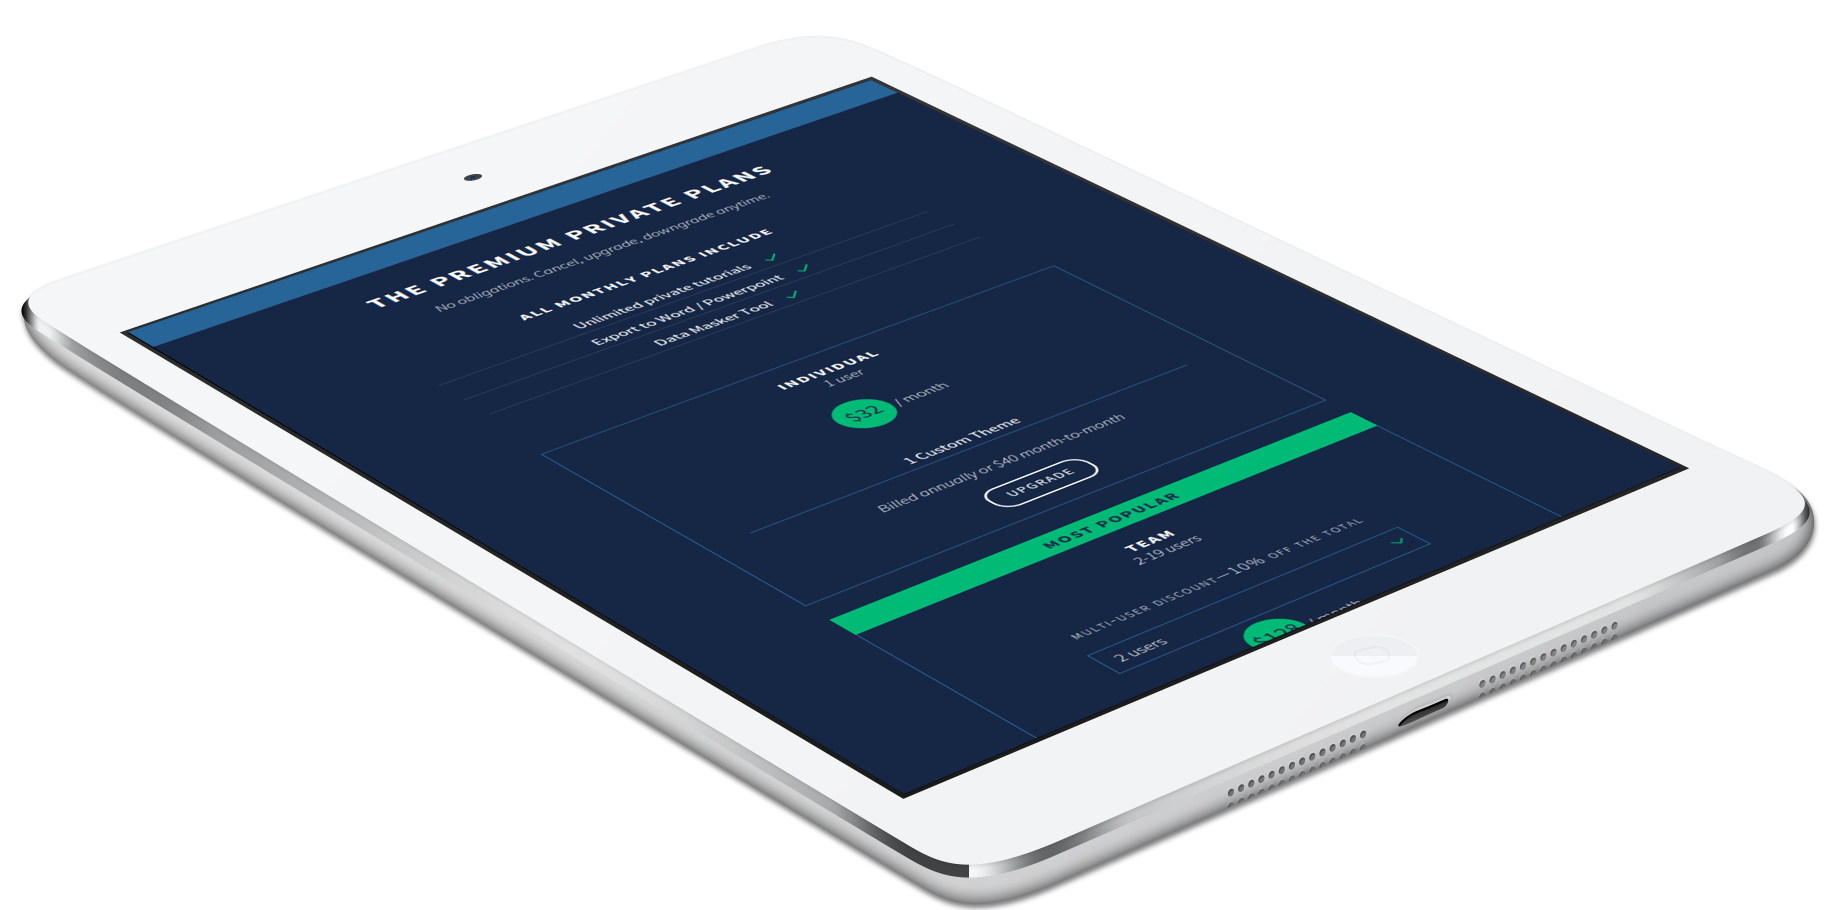 THE PREMIUM PRIVATE PLANS
No obligations. Cancel, upgrade, downgrade anytime.
ALL MONTHLY PLANS INCLUDE
Unlimited private tutorials
Export to Word / Powerpoint
Data Masker Tool
INDIVIDUAL
1 user
$32 / month
1 Custom Theme
Billed annually or $40 month-to-month
UPGRADE
MOST POPULAR
TEAM
2-19 users
MULTI-USER DISCOUNT—10% OFF THE TOTAL
2 users
$128 / month